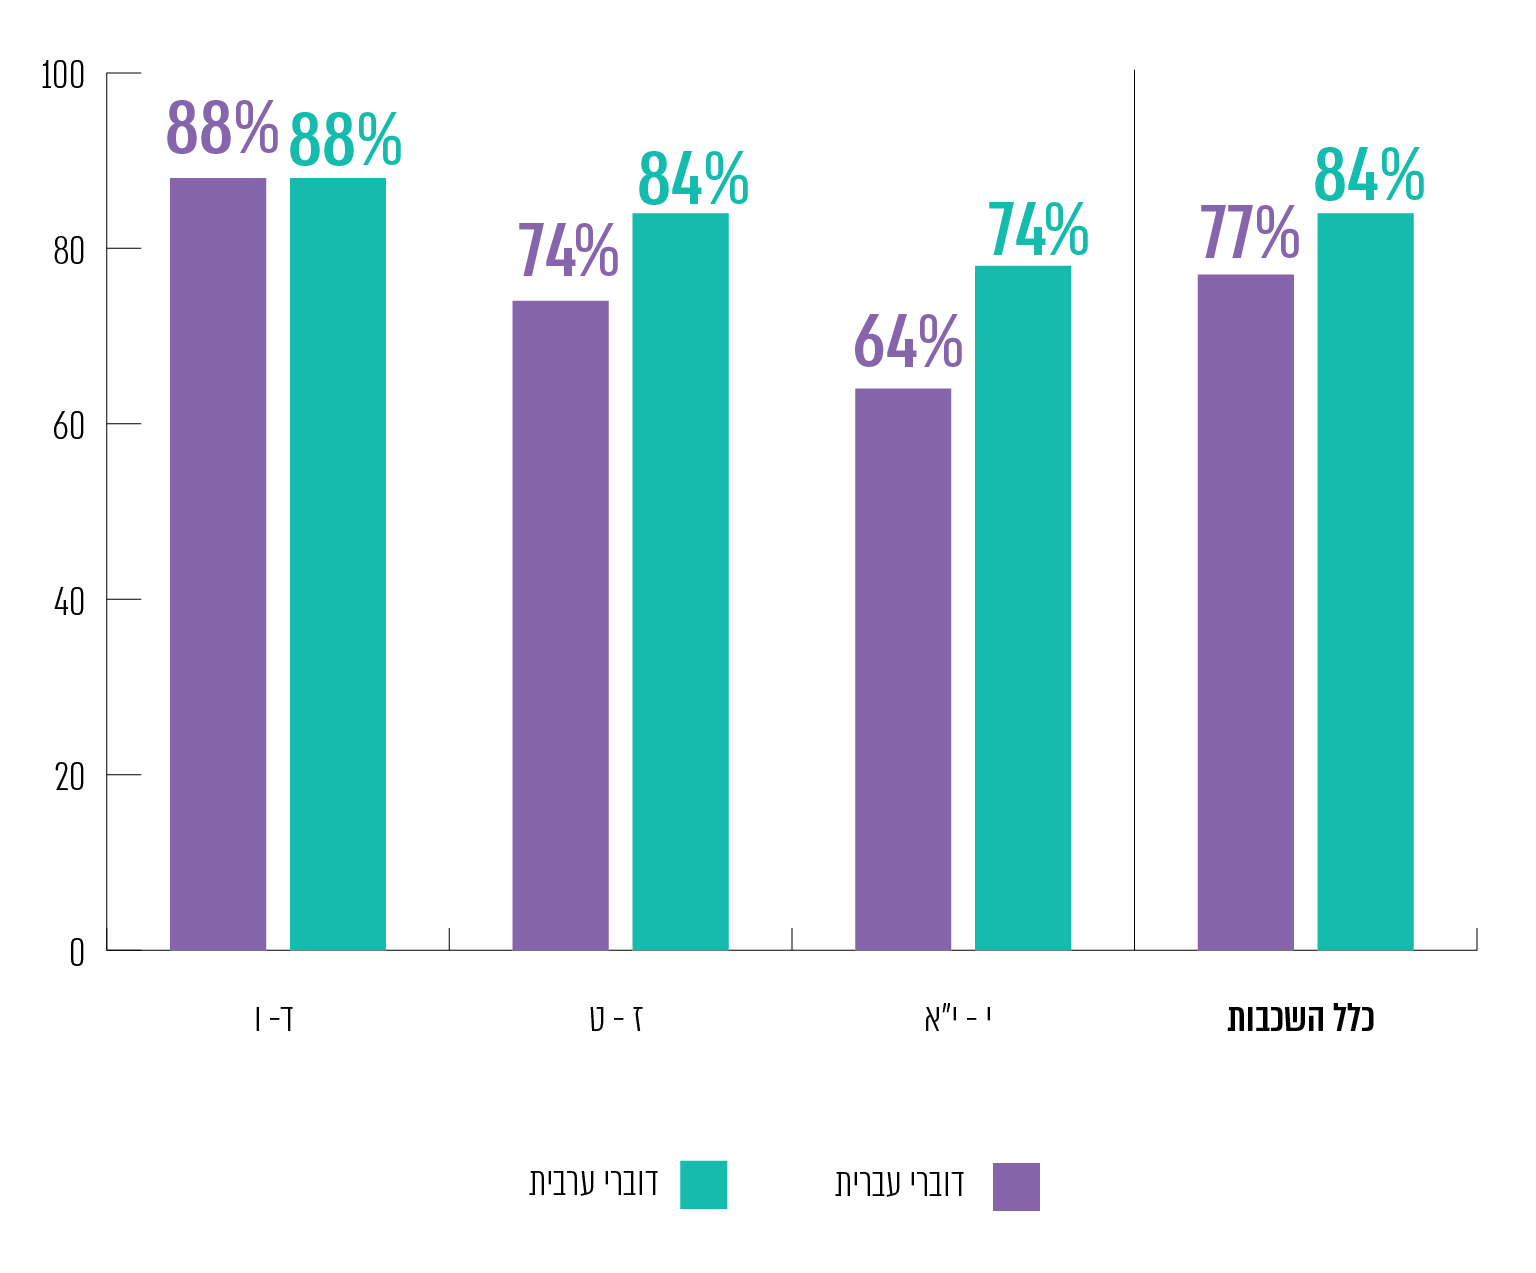 100
80
60
40
20
0
88%
88%
74%
84%
64%
74%
77%
84%
ד- ו
ז - ט
י - י"א
כלל השכבות
דוברי עברית
דוברי ערבית